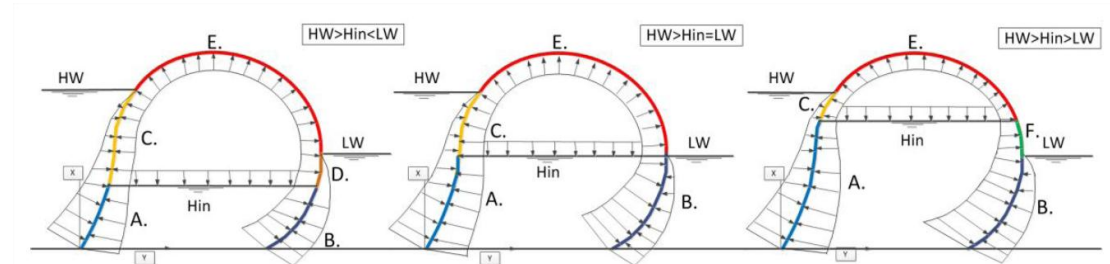 E.
HW>Hin<LW
HW
C.
LW
D.
X
Hin
A.
B.
Y
E.
HW>Hin=LW
HW
C.
LW
Hin
X
A.
B.
Y
E.
HW>Hin>LW
HW
C.
F.
LW
Hin
X
A.
B.
Y